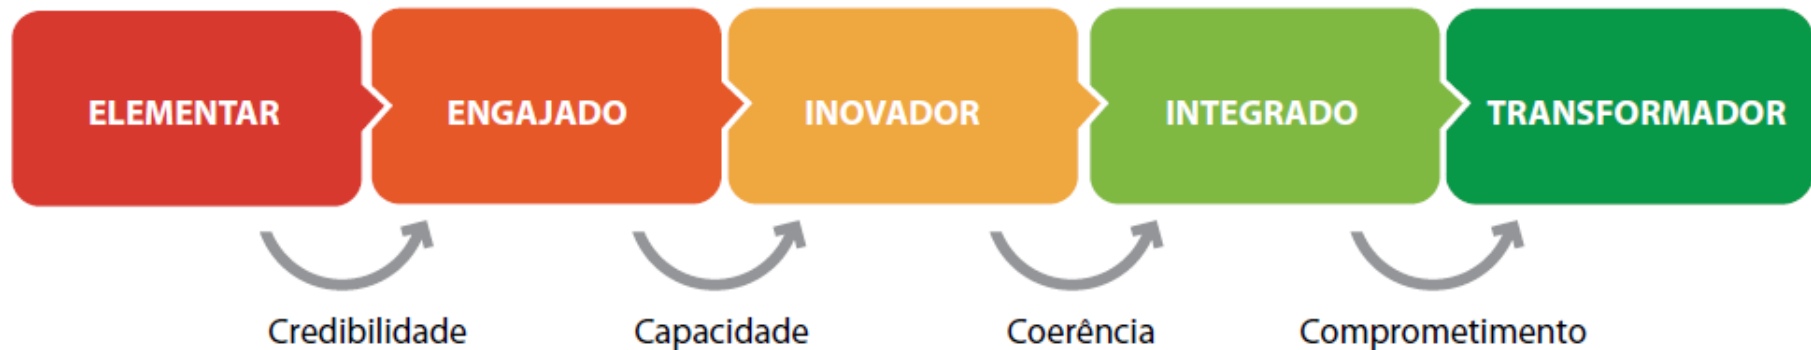 ELEMENTAR
ENGAJADO
INOVADOR
INTEGRADO
TRANSFORMADOR
Credibilidade
Capacidade
Coerência
Comprometimento